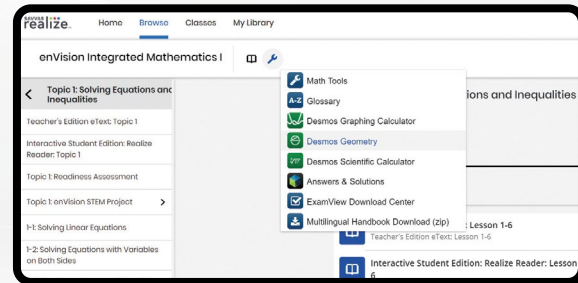 SAVVAS
realize.
Home Browse Classes My Library
enVision Integrated Mathematics I
Topic 1: Solving Equations and
Inequalities
Teacher's Edition eText: Topic 1
Interactive Student Edition: Realize
Reader: Topic 1
Topic 1: Readiness Assessment
Topic 1: enVision STEM Project
1-1: Solving Linear Equations
1-2: Solving Equations with Variables
on Both Sides
Math Tools
A-Z Glossary
Desmos Graphing Calculator
Desmos Geometry
Desmos Scientific Calculator
Answers & Solutions
ExamView Download Center
Multilingual Handbook Download (zip)
ions and Inequalities
: Lesson 1-6
Teacher's Edition eText: Lesson 1-6
Interactive Student Edition: Realize Reader: Lesson
6